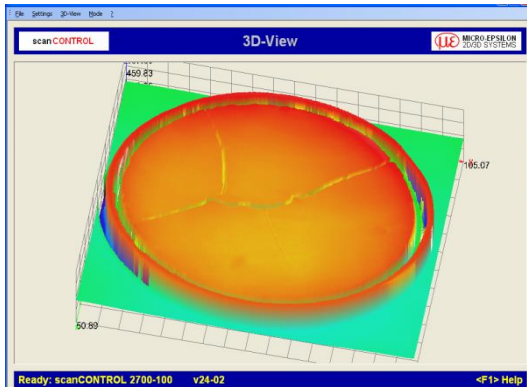 File Settings 3D-View Mode ?
scanCONTROL
3D-View
MICRO-EPSILON
2D/3D SYSTEMS
459.83
105.07
50.89
Ready: scanCONTROL 2700-100 v24-02 <F1> Help